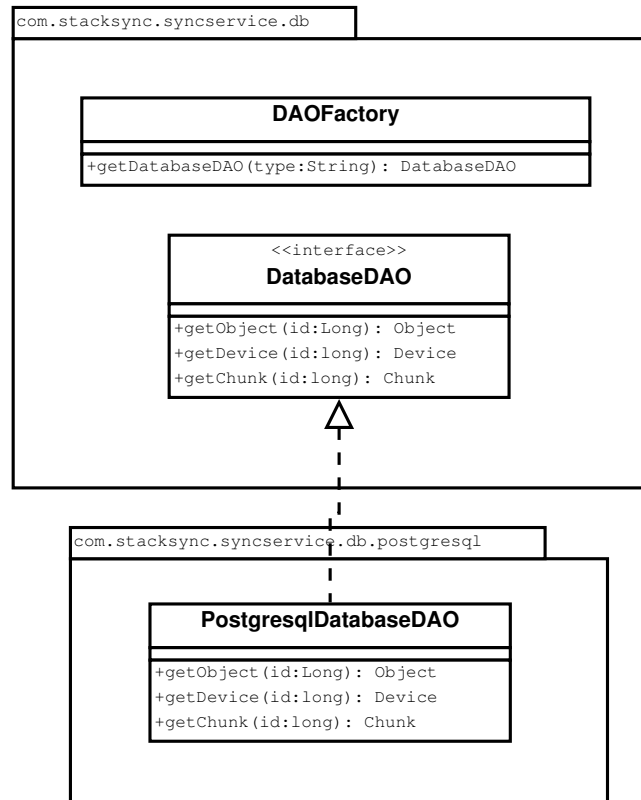 com.stacksync.syncservice.db
DAOFactory
+getDatabaseDAO(type:String): DatabaseDAO
<<interface>>
DatabaseDAO
+getObject(id:Long): Object
+getDevice(id:long): Device
+getChunk(id:long): Chunk
com.stacksync.syncservice.db.postgresql
PostgresqlDatabaseDAO
+getObject(id:Long): Object
+getDevice(id:long): Device
+getChunk(id:long): Chunk